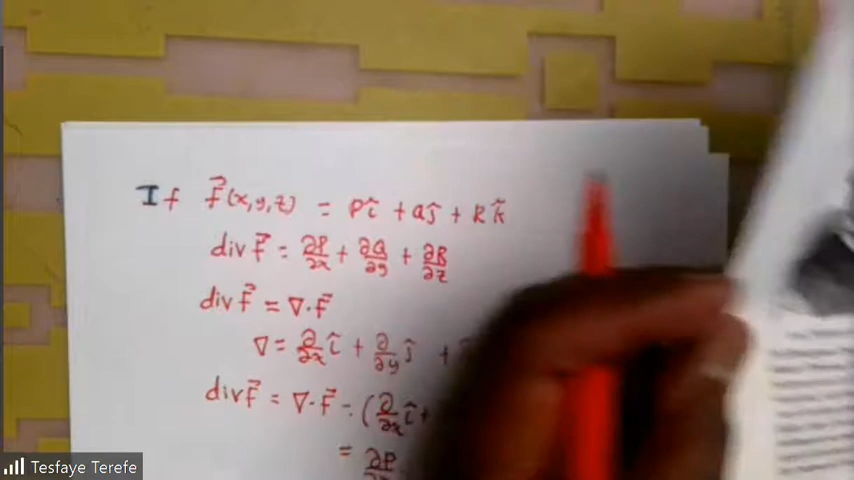 If F⃗(x,y,z) = Pî + Qĵ + Rk̂
div F⃗ = ∂P/∂x + ∂Q/∂y + ∂R/∂z
div F⃗ = ∇·F⃗
∇ = ∂/∂x î + ∂/∂y ĵ +
div F⃗ = ∇·F⃗ = (∂/∂x î +
= ∂P
Tesfaye Terefe